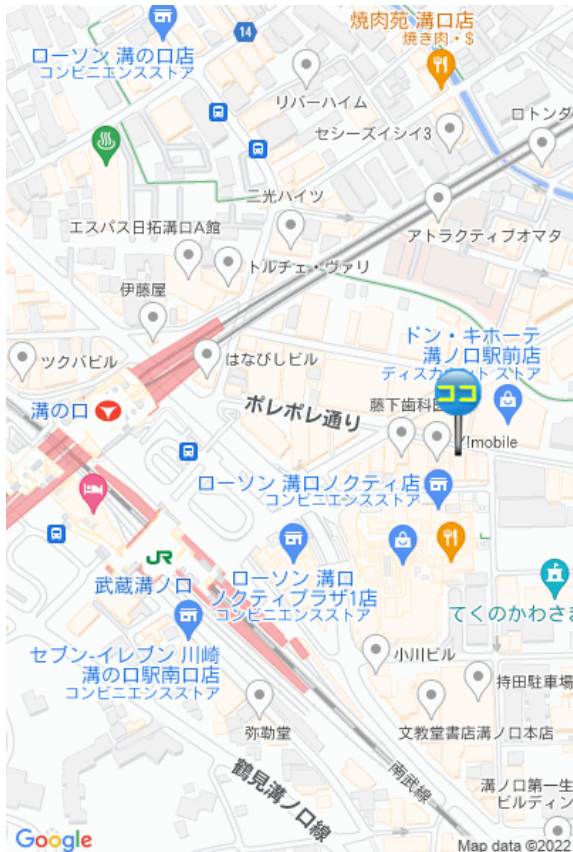 焼肉苑 溝口店
焼き肉・$
ローソン 溝の口店
コンビニエンスストア
14
リバーハイム
ロトンダ
セシーズイシイ3
二光ハイツ
エスパス日拓溝口A館
アトラクティブオマタ
トルチェ・ヴァリ
伊藤屋
ドン・キホーテ
溝ノ口駅前店
ディスカウント ストア
ツクバビル
はなびしビル
ココ
溝の口
ポレポレ通り
藤下歯科医
Y!mobile
ローソン 溝口ノクティ店
コンビニエンスストア
JR
武蔵溝ノ口
ローソン 溝口
ノクティプラザ1店
コンビニエンスストア
てくのかわさき
セブン-イレブン 川崎
溝の口駅南口店
コンビニエンスストア
小川ビル
持田駐車場
弥勒堂
文教堂書店溝ノ口本店
鶴見溝ノ口線
南武線
溝ノ口第一生
ビルディン
Google
Map data ©2022